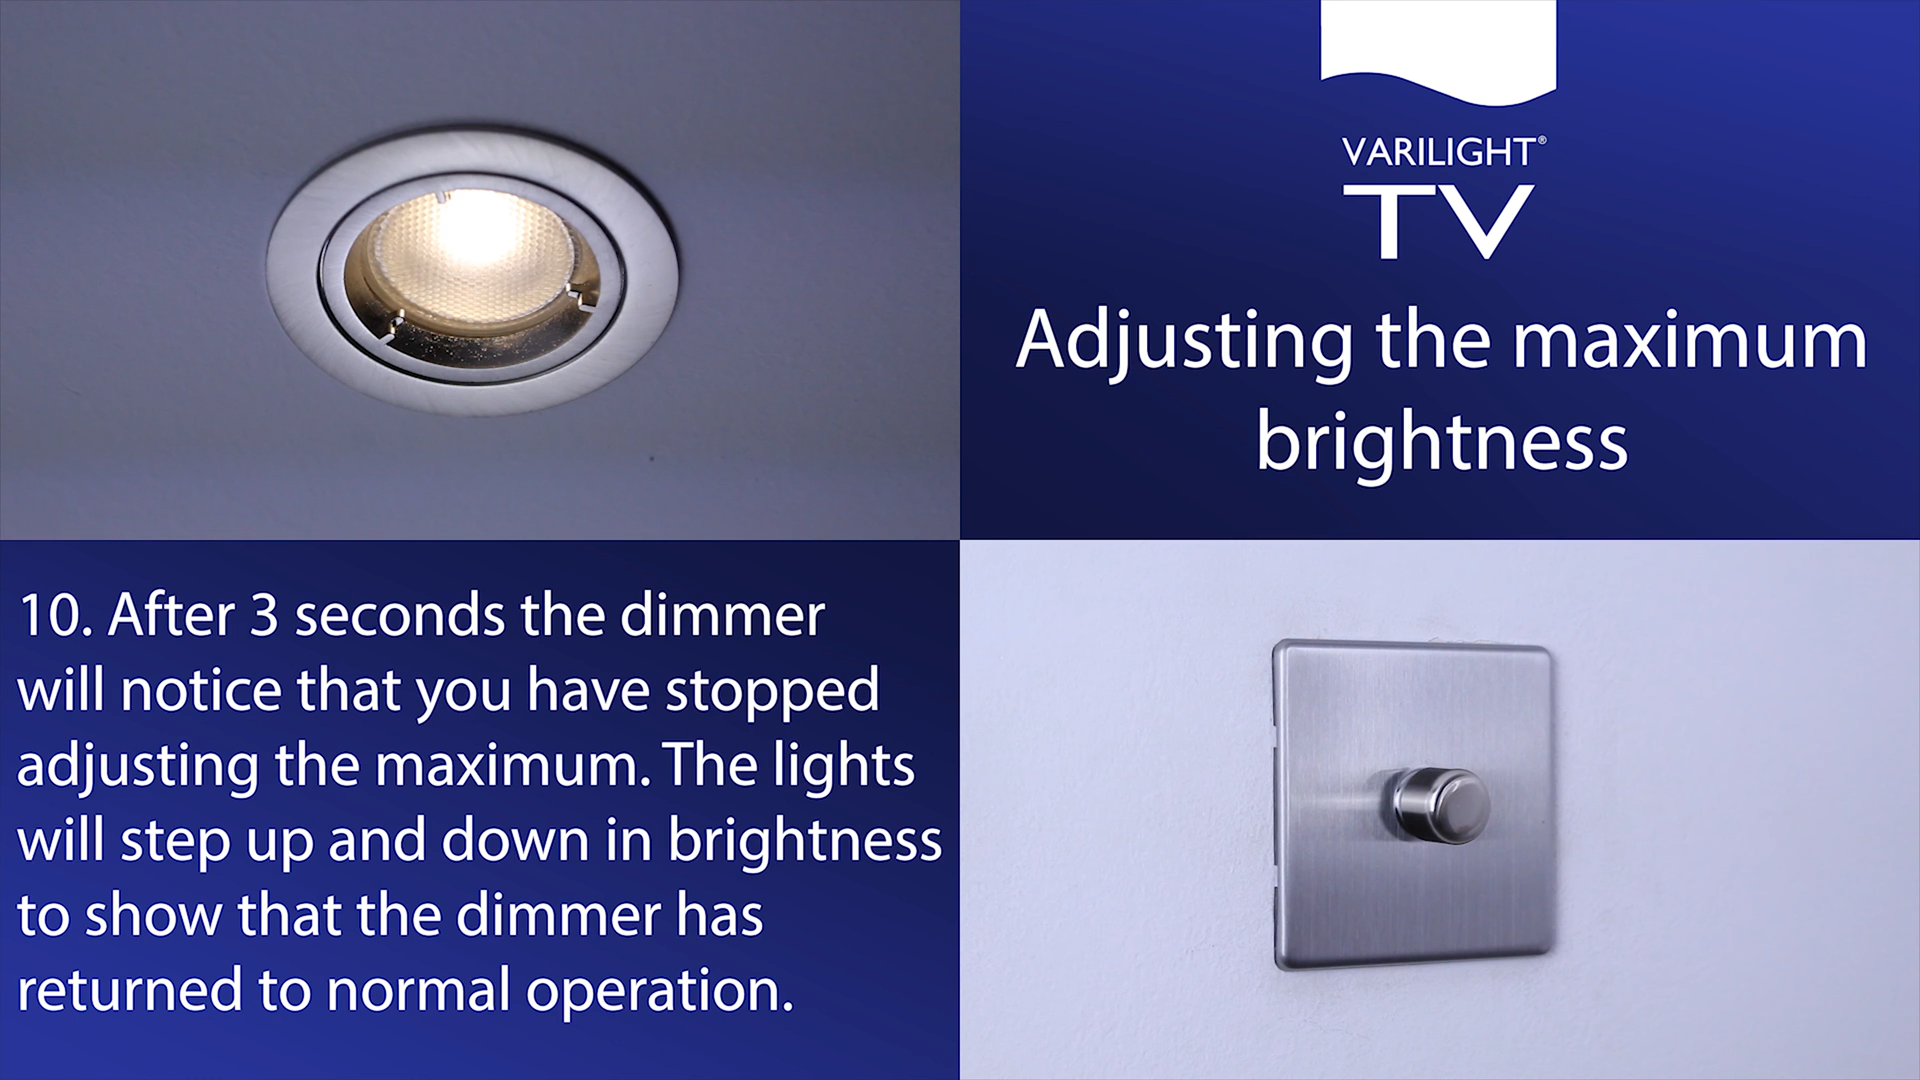 VARILIGHT®
TV
Adjusting the maximum
brightness
10. After 3 seconds the dimmer
will notice that you have stopped
adjusting the maximum. The lights
will step up and down in brightness
to show that the dimmer has
returned to normal operation.